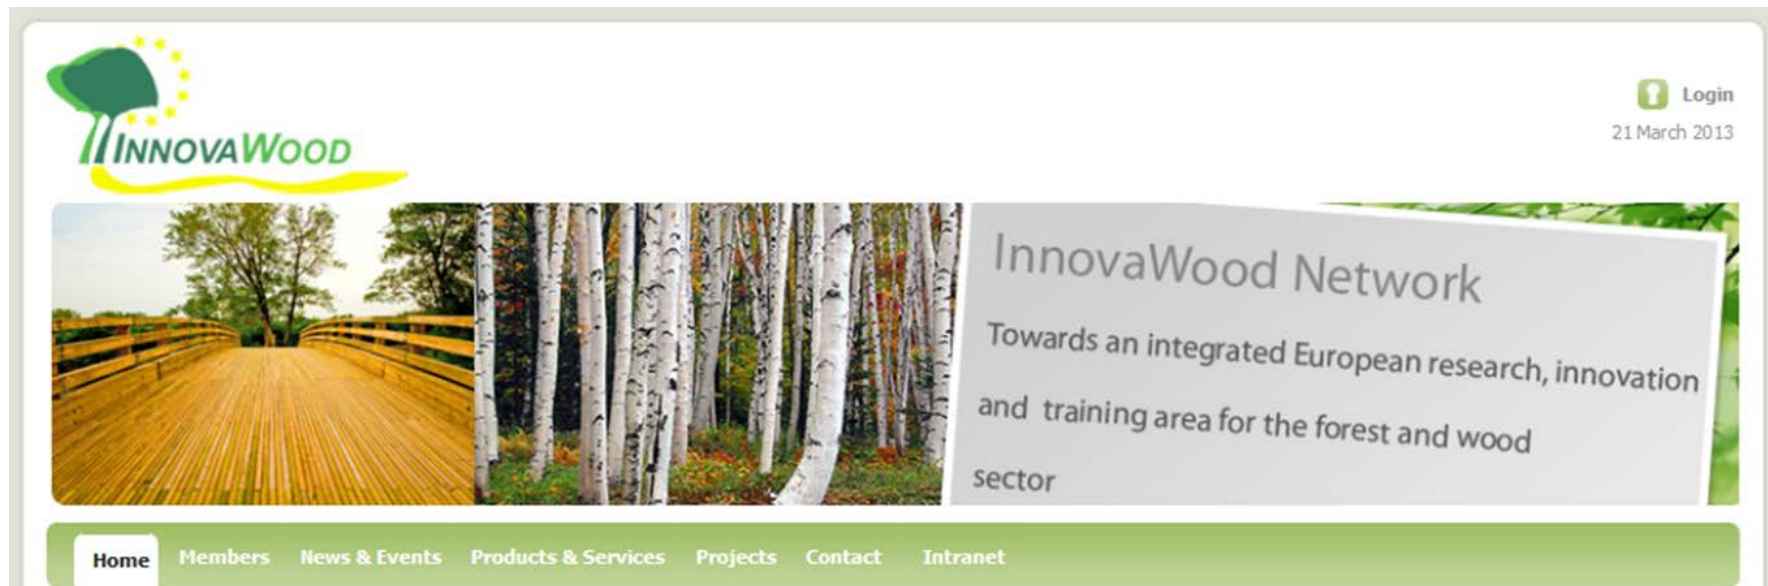 INNOVAWOOD
Login
21 March 2013
InnovaWood Network
Towards an integrated European research, innovation
and training area for the forest and wood
sector
Home Members News & Events Products & Services Projects Contact Intranet